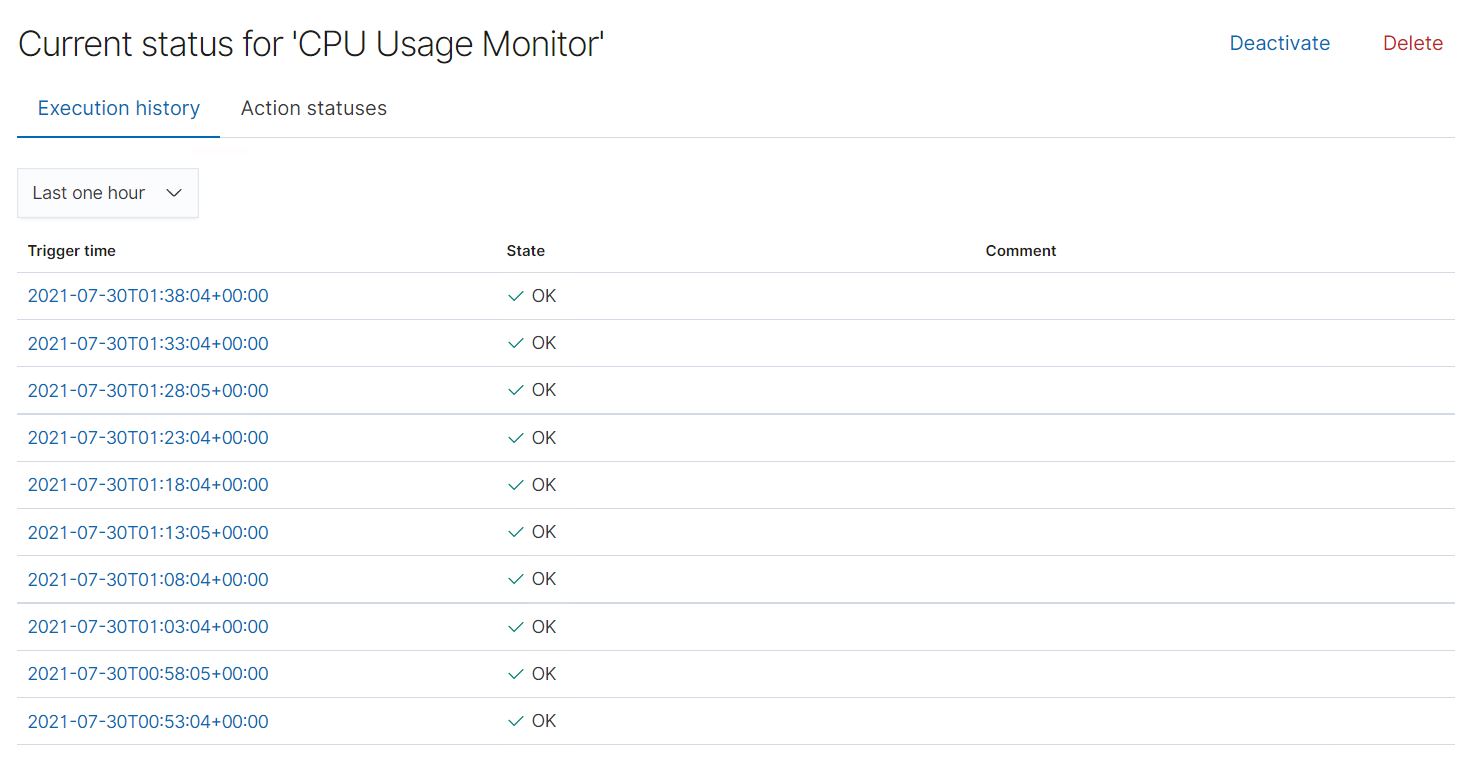 Current status for 'CPU Usage Monitor'
Deactivate Delete
Execution history Action statuses
Last one hour
Trigger time State Comment
2021-07-30T01:38:04+00:00 OK
2021-07-30T01:33:04+00:00 OK
2021-07-30T01:28:05+00:00 OK
2021-07-30T01:23:04+00:00 OK
2021-07-30T01:18:04+00:00 OK
2021-07-30T01:13:05+00:00 OK
2021-07-30T01:08:04+00:00 OK
2021-07-30T01:03:04+00:00 OK
2021-07-30T00:58:05+00:00 OK
2021-07-30T00:53:04+00:00 OK